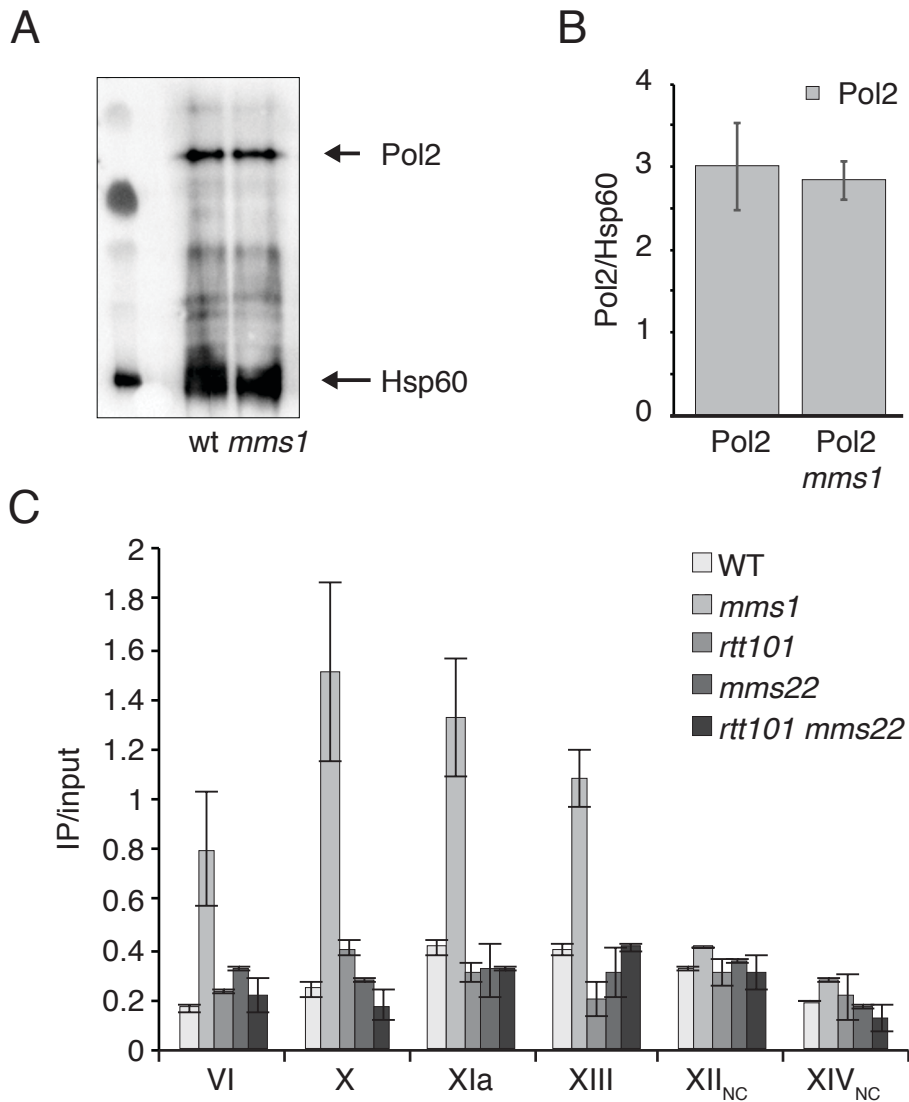 A
Pol2
Hsp60
wt mms1
B
Pol2/Hsp60
4
3
2
1
0
Pol2
Pol2
Pol2
mms1
C
IP/input
2
1.8
1.6
1.4
1.2
1
0.8
0.6
0.4
0.2
0
WT
mms1
rtt101
mms22
rtt101 mms22
VI
X
XIa
XIII
XII_NC
XIV_NC